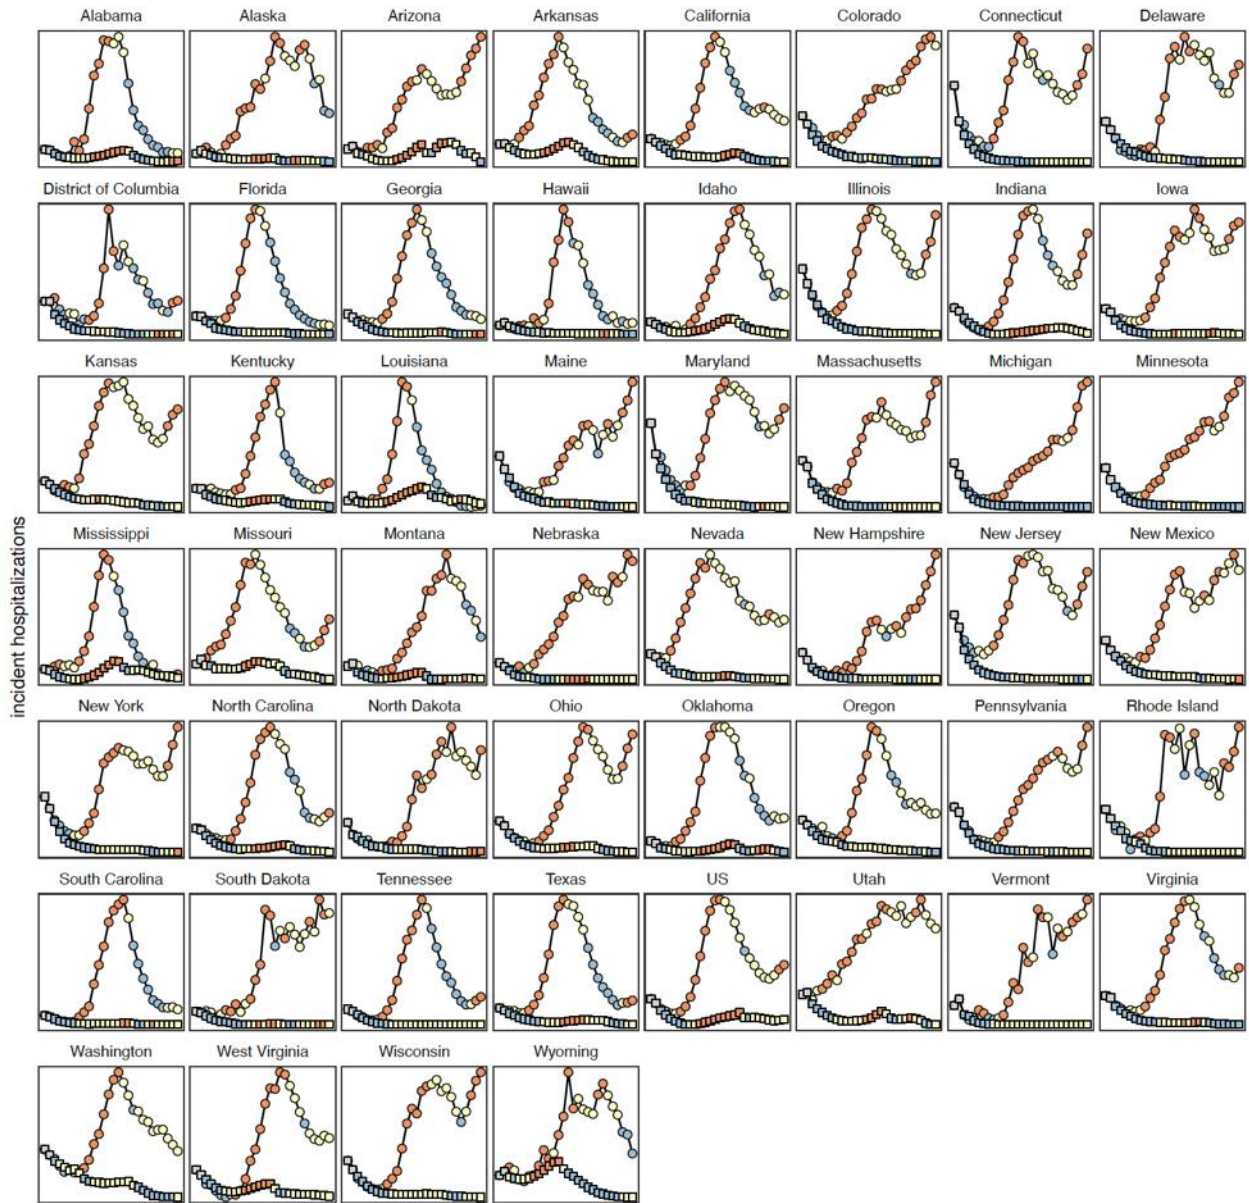 Alabama Alaska Arizona Arkansas California Colorado Connecticut Delaware
District of Columbia Florida Georgia Hawaii Idaho Illinois Indiana Iowa
Kansas Kentucky Louisiana Maine Maryland Massachusetts Michigan Minnesota
incident hospitalizations
Mississippi Missouri Montana Nebraska Nevada New Hampshire New Jersey New Mexico
New York North Carolina North Dakota Ohio Oklahoma Oregon Pennsylvania Rhode Island
South Carolina South Dakota Tennessee Texas US Utah Vermont Virginia
Washington West Virginia Wisconsin Wyoming